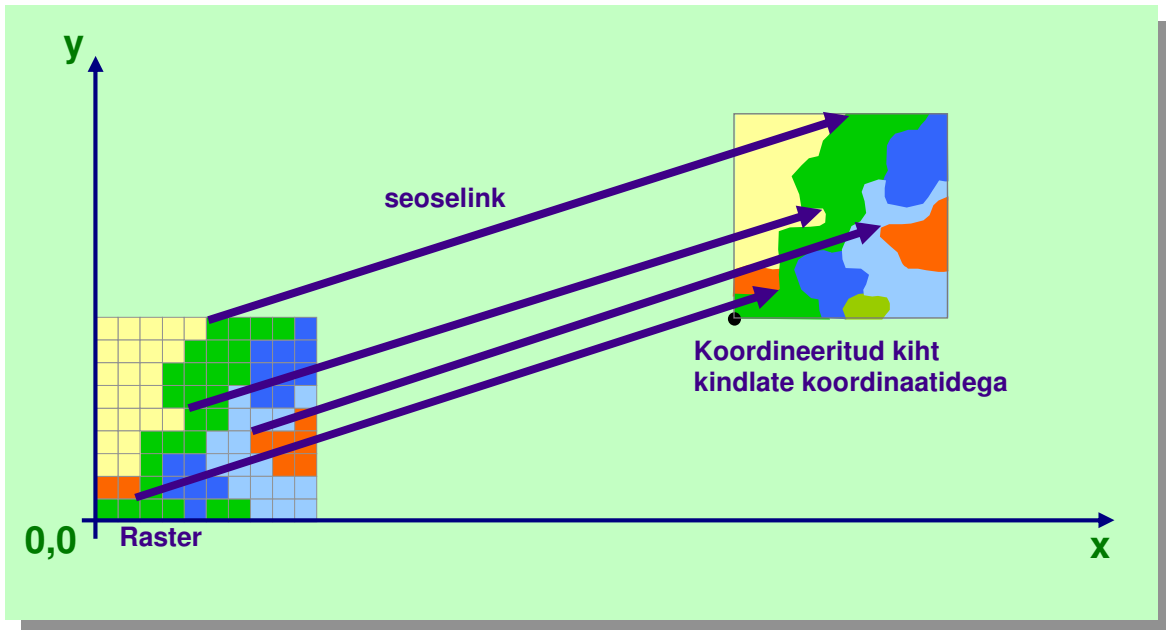 y
seoselink
Koordineeritud kiht
kindlate koordinaatidega
0,0
Raster
x